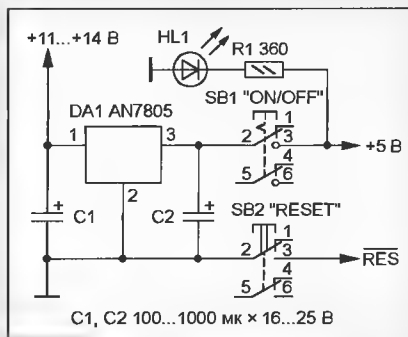 +11...+14 В
HL1
R1 360
DA1 AN7805
SB1 "ON/OFF"
1
3
2
1
3
+5 В
2
4
5
6
+
C1
C2
+
SB2 "RESET"
2
1
3
RES
4
5
6
C1, C2 100...1000 мк × 16...25 В